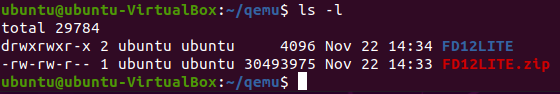 ubuntu@ubuntu-VirtualBox:~/qemu$ ls -l
total 29784
drwxrwxr-x 2 ubuntu ubuntu     4096 Nov 22 14:34 FD12LITE
-rw-rw-r-- 1 ubuntu ubuntu 30493975 Nov 22 14:33 FD12LITE.zip
ubuntu@ubuntu-VirtualBox:~/qemu$